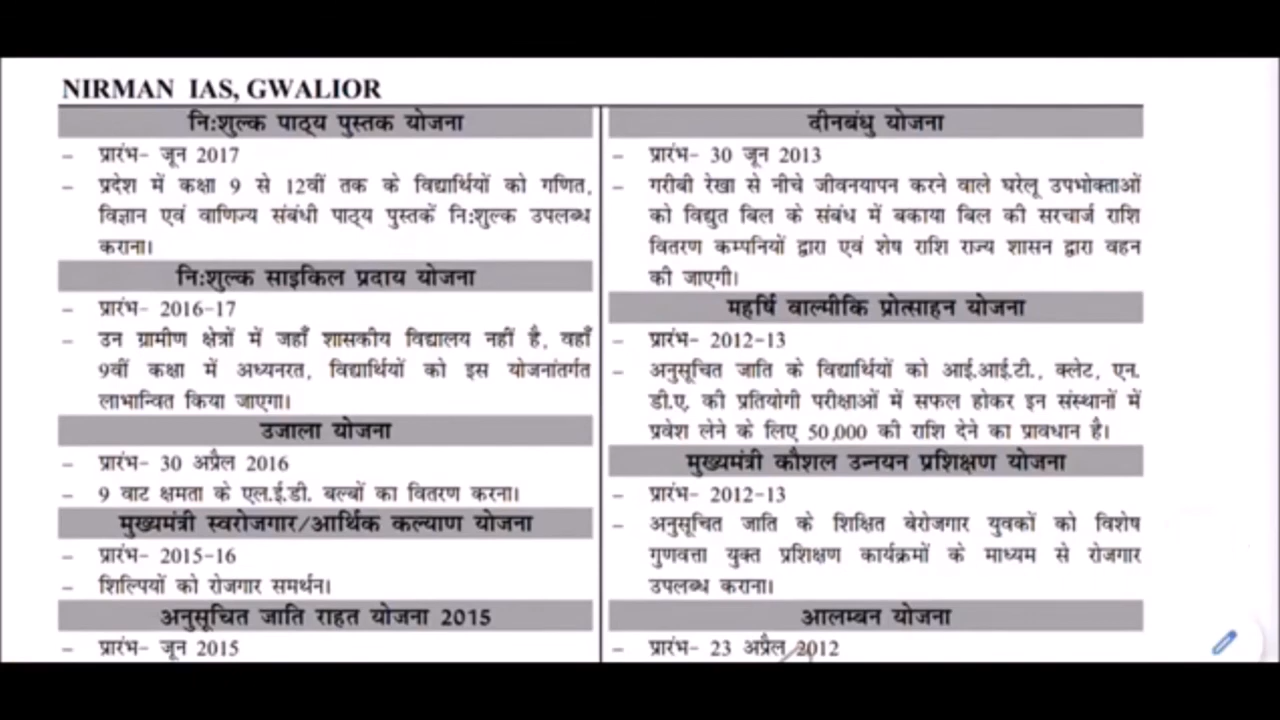 NIRMAN IAS, GWALIOR
नि:शुल्क पाठ्य पुस्तक योजना
– प्रारंभ- जून 2017
– प्रदेश में कक्षा 9 से 12वीं तक के विद्यार्थियों को गणित,
विज्ञान एवं वाणिज्य संबंधी पाठ्य पुस्तकें नि:शुल्क उपलब्ध
कराना।
नि:शुल्क साइकिल प्रदाय योजना
– प्रारंभ- 2016-17
– उन ग्रामीण क्षेत्रों में जहाँ शासकीय विद्यालय नहीं है, वहाँ
9वीं कक्षा में अध्यनरत, विद्यार्थियों को इस योजनांतर्गत
लाभान्वित किया जाएगा।
उजाला योजना
– प्रारंभ- 30 अप्रैल 2016
– 9 वाट क्षमता के एल.ई.डी. बल्बों का वितरण करना।
मुख्यमंत्री स्वरोजगार/आर्थिक कल्याण योजना
– प्रारंभ- 2015-16
– शिल्पियों को रोजगार समर्थन।
अनुसूचित जाति राहत योजना 2015
– प्रारंभ- जून 2015
दीनबंधु योजना
– प्रारंभ- 30 जून 2013
– गरीबी रेखा से नीचे जीवनयापन करने वाले घरेलू उपभोक्ताओं
को विद्युत बिल के संबंध में बकाया बिल की सरचार्ज राशि
वितरण कम्पनियों द्वारा एवं शेष राशि राज्य शासन द्वारा वहन
की जाएगी।
महर्षि वाल्मीकि प्रोत्साहन योजना
– प्रारंभ- 2012-13
– अनुसूचित जाति के विद्यार्थियों को आई.आई.टी., क्लेट, एन.
डी.ए. की प्रतियोगी परीक्षाओं में सफल होकर इन संस्थानों में
प्रवेश लेने के लिए 50,000 की राशि देने का प्रावधान है।
मुख्यमंत्री कौशल उन्नयन प्रशिक्षण योजना
– प्रारंभ- 2012-13
– अनुसूचित जाति के शिक्षित बेरोजगार युवकों को विशेष
गुणवत्ता युक्त प्रशिक्षण कार्यक्रमों के माध्यम से रोजगार
उपलब्ध कराना।
आलम्बन योजना
– प्रारंभ- 23 अप्रैल 2012